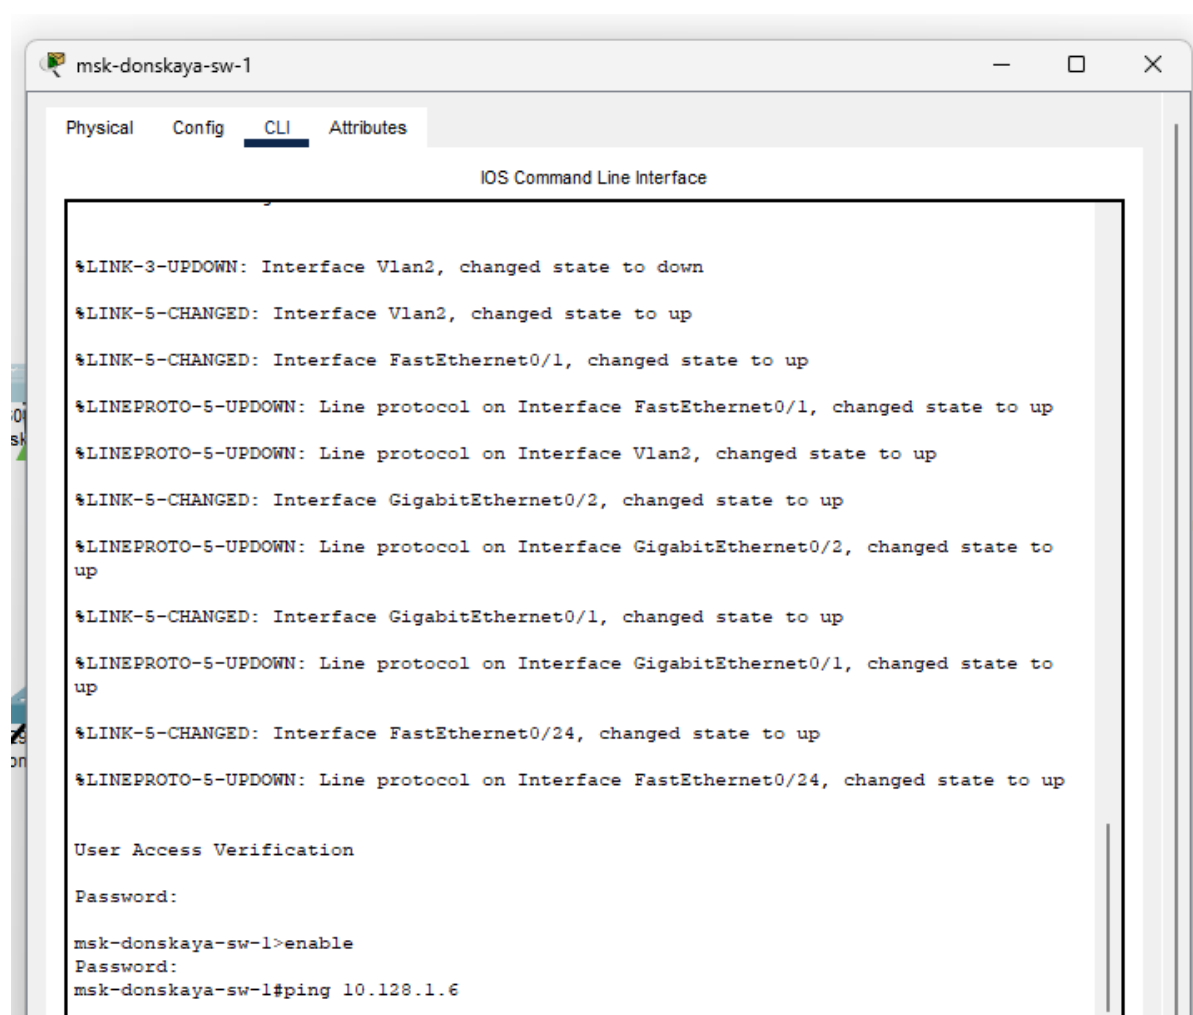 msk-donskaya-sw-1
Physical Config CLI Attributes
IOS Command Line Interface
%LINK-3-UPDOWN: Interface Vlan2, changed state to down
%LINK-5-CHANGED: Interface Vlan2, changed state to up
%LINK-5-CHANGED: Interface FastEthernet0/1, changed state to up
%LINEPROTO-5-UPDOWN: Line protocol on Interface FastEthernet0/1, changed state to up
%LINEPROTO-5-UPDOWN: Line protocol on Interface Vlan2, changed state to up
%LINK-5-CHANGED: Interface GigabitEthernet0/2, changed state to up
%LINEPROTO-5-UPDOWN: Line protocol on Interface GigabitEthernet0/2, changed state to
up
%LINK-5-CHANGED: Interface GigabitEthernet0/1, changed state to up
%LINEPROTO-5-UPDOWN: Line protocol on Interface GigabitEthernet0/1, changed state to
up
%LINK-5-CHANGED: Interface FastEthernet0/24, changed state to up
%LINEPROTO-5-UPDOWN: Line protocol on Interface FastEthernet0/24, changed state to up
User Access Verification
Password:
msk-donskaya-sw-1>enable
Password:
msk-donskaya-sw-1#ping 10.128.1.6